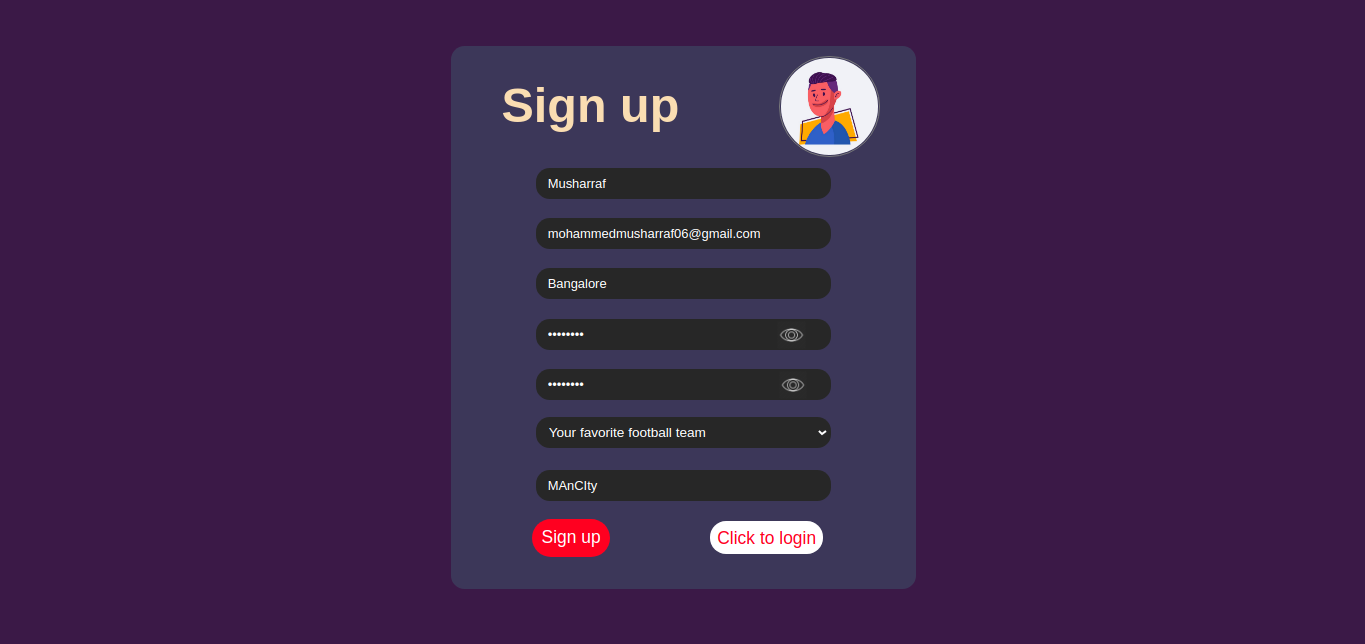 Sign up
Musharraf
mohammedmusharraf06@gmail.com
Bangalore
••••••••
••••••••
Your favorite football team
MAnCIty
Sign up
Click to login